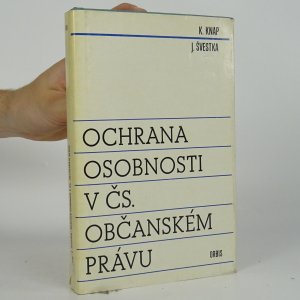 K. KNAP
J. ŠVESTKA
OCHRANA
OSOBNOSTI
V ČS.
OBČANSKÉM
PRÁVU
ORBIS